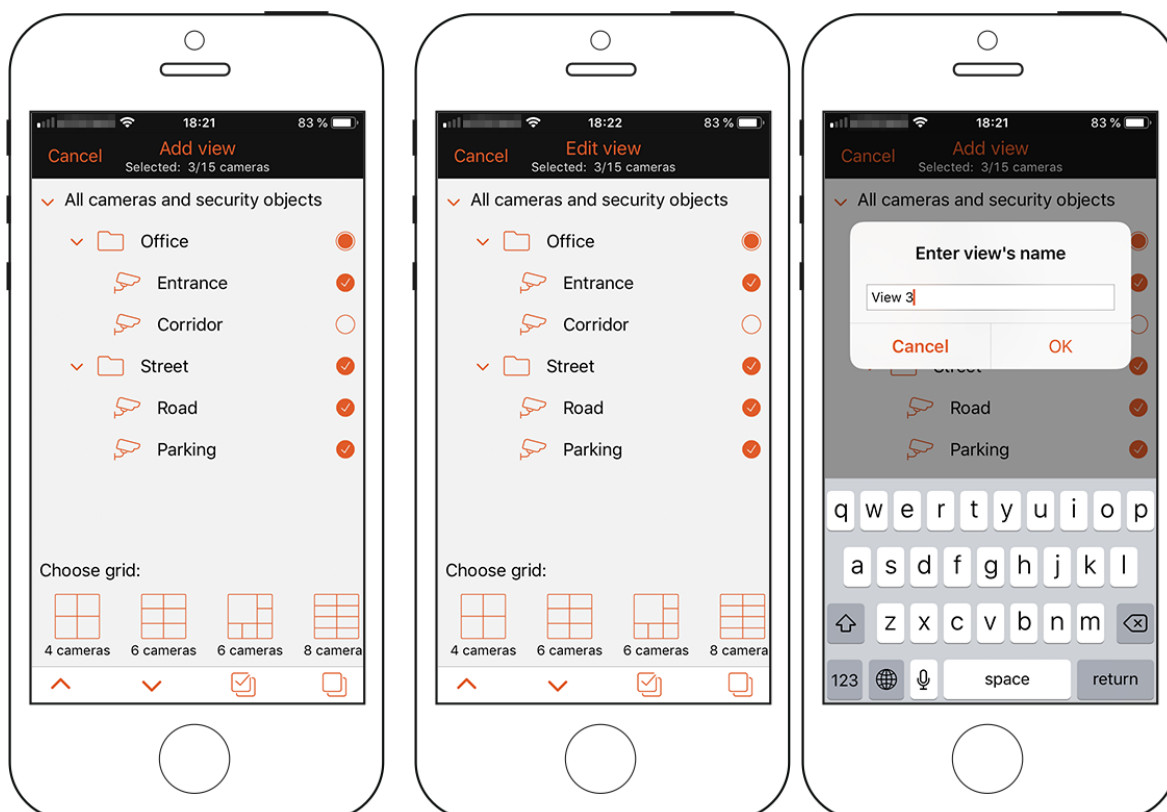 18:21
83 %
Cancel
Add view
Selected: 3/15 cameras
All cameras and security objects
Office
Entrance
Corridor
Street
Road
Parking
Choose grid:
4 cameras 6 cameras 6 cameras 8 camera
18:22
83 %
Cancel
Edit view
Selected: 3/15 cameras
All cameras and security objects
Office
Entrance
Corridor
Street
Road
Parking
Choose grid:
4 cameras 6 cameras 6 cameras 8 camera
18:21
83 %
Cancel
Add view
Selected: 3/15 cameras
All cameras and security objects
Enter view's name
View 3
Cancel OK
Street
Road
Parking
q w e r t y u i o p
a s d f g h j k l
z x c v b n m
123 space return